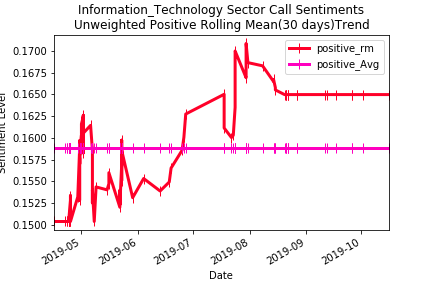 Information_Technology Sector Call Sentiments
Unweighted Positive Rolling Mean(30 days)Trend
positive_rm
positive_Avg
Sentiment Level
0.1700
0.1675
0.1650
0.1625
0.1600
0.1575
0.1550
0.1525
0.1500
2019-05
2019-06
2019-07
2019-08
2019-09
2019-10
Date